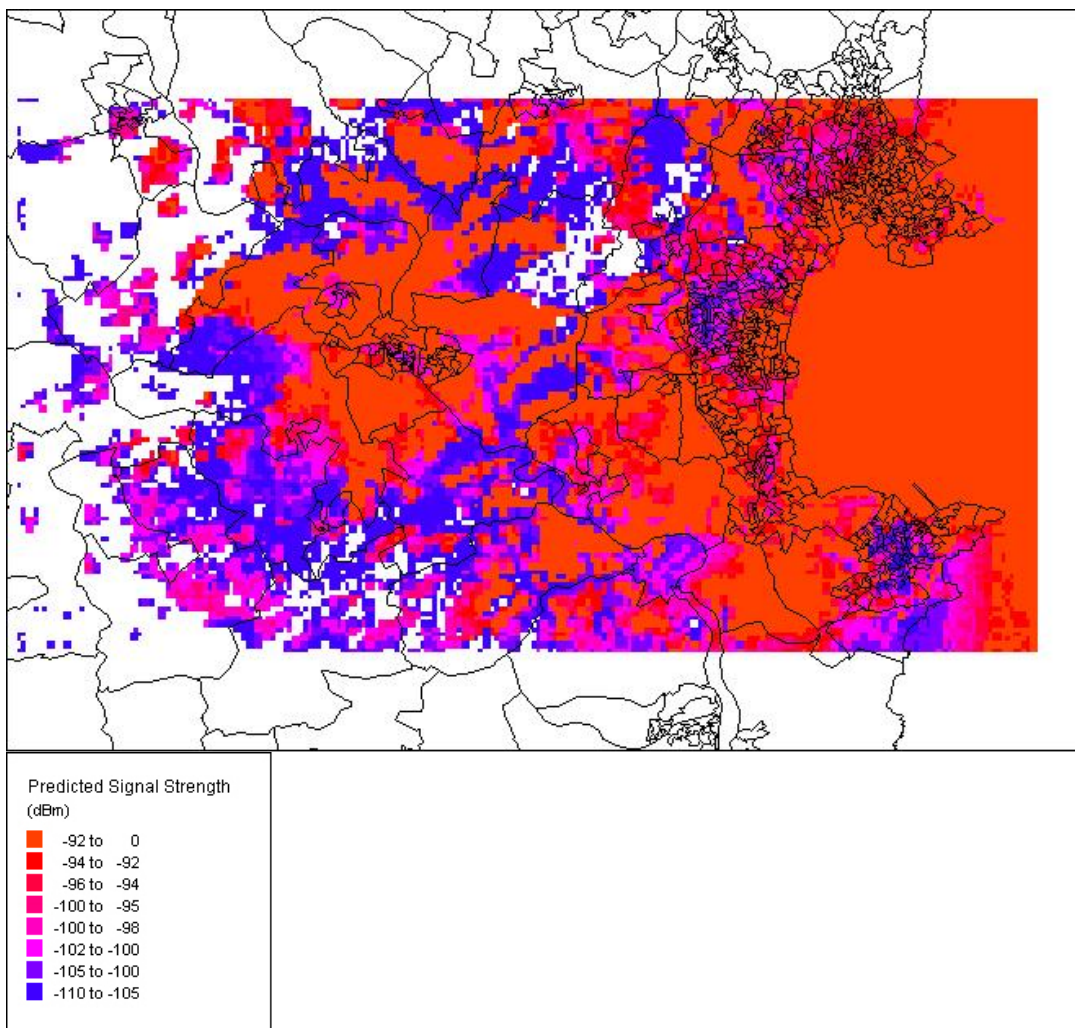 Predicted Signal Strength
(dBm)
-92 to 0
-94 to -92
-96 to -94
-100 to -95
-100 to -98
-102 to -100
-105 to -100
-110 to -105